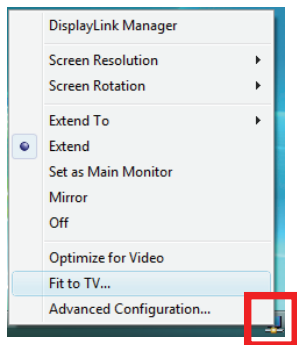 DisplayLink Manager
Screen Resolution
Screen Rotation
Extend To
Extend
Set as Main Monitor
Mirror
Off
Optimize for Video
Fit to TV...
Advanced Configuration...